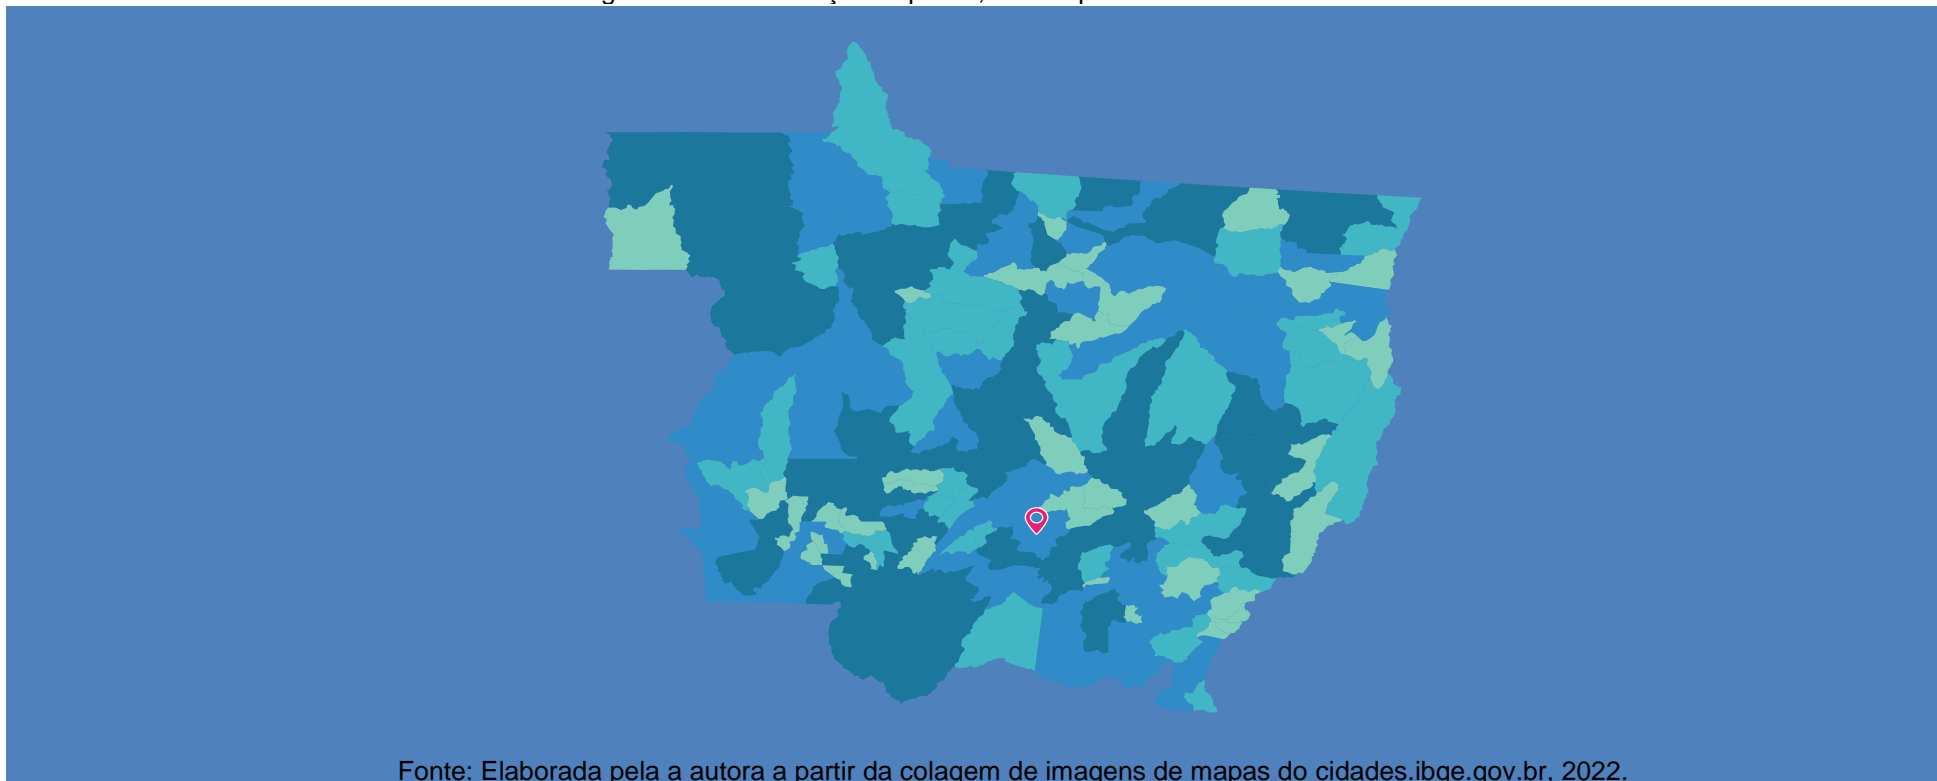 Fonte: Elaborada pela a autora a partir da colagem de imagens de mapas do cidades.ibge.gov.br, 2022.